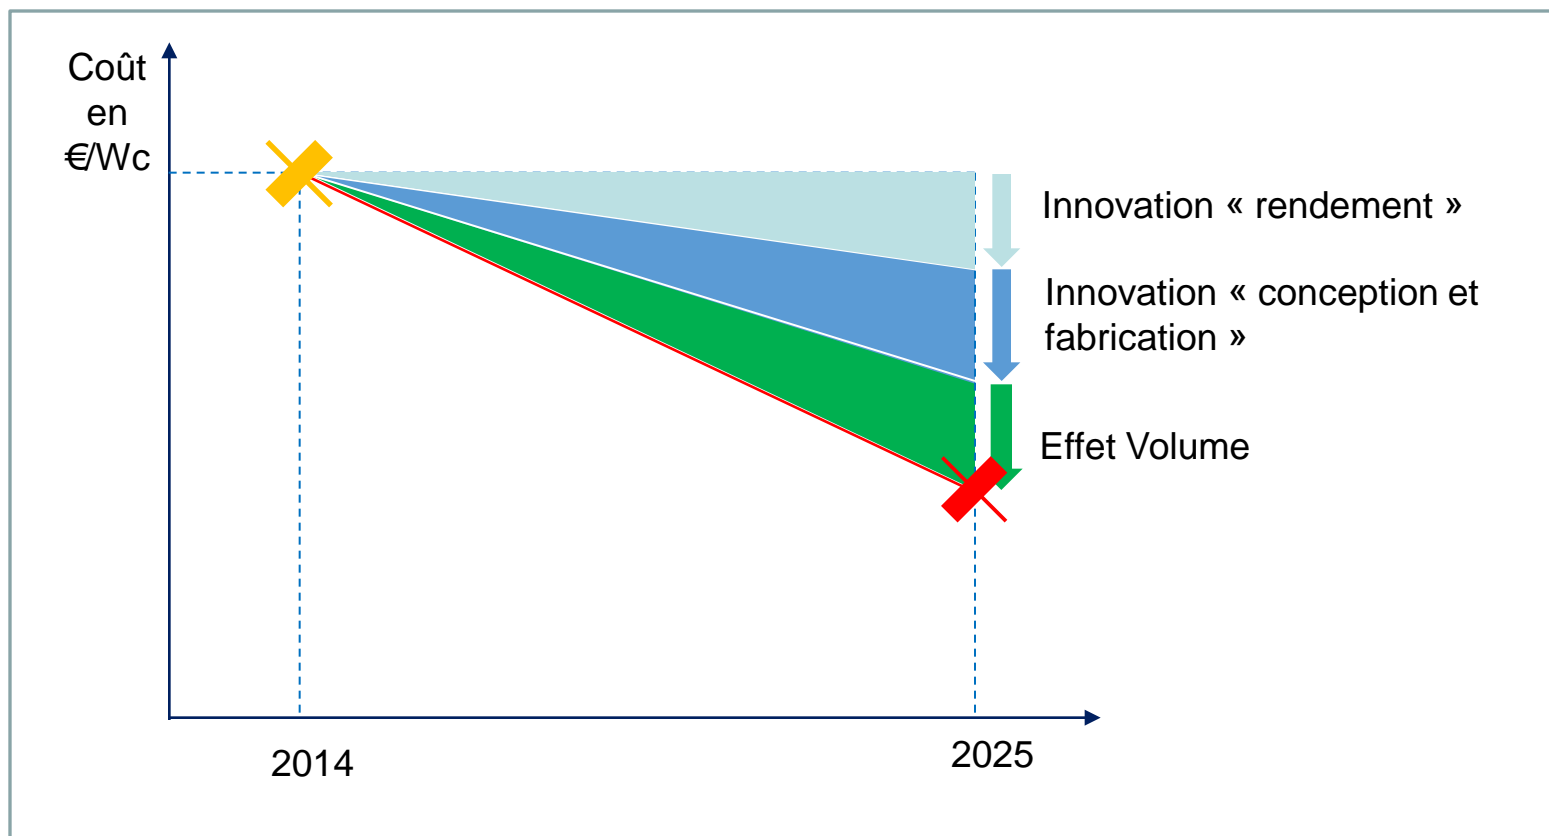 Coût
en
€/Wc
Innovation « rendement »
Innovation « conception et
fabrication »
Effet Volume
2014
2025